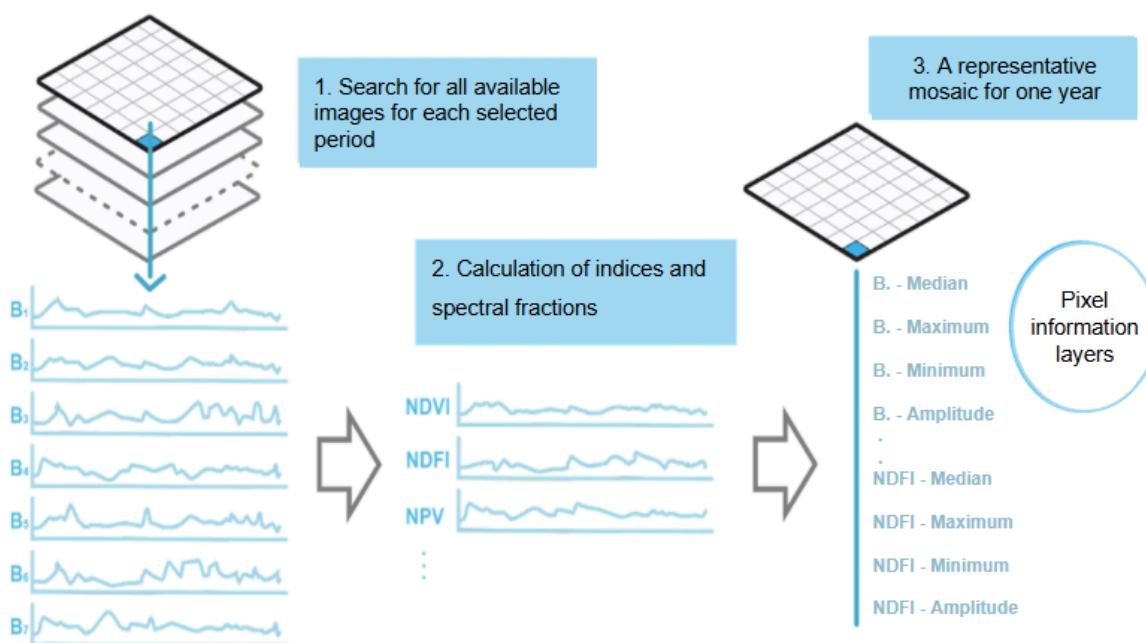 1. Search for all available
images for each selected
period
3. A representative
mosaic for one year
2. Calculation of indices and
spectral fractions
B1
B2
B3
B4
B5
B6
B7
NDVI
NDFI
NPV
B. - Median
B. - Maximum
B. - Minimum
B. - Amplitude
NDFI - Median
NDFI - Maximum
NDFI - Minimum
NDFI - Amplitude
Pixel
information
layers